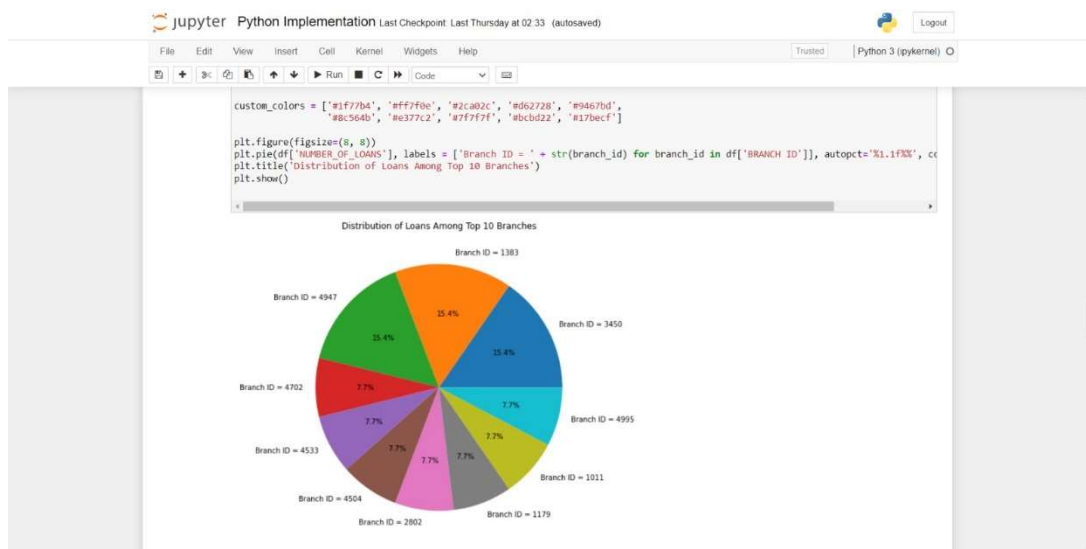 jupyter Python Implementation Last Checkpoint: Last Thursday at 02:33 (autosaved)
Logout
File Edit View Insert Cell Kernel Widgets Help
Trusted
Python 3 (ipykernel)
Run
Code
custom_colors = ['#1f77b4', '#ff7f0e', '#2ca02c', '#d62728', '#9467bd',
'#8c564b', '#e377c2', '#7f7f7f', '#bcbd22', '#17becf']
plt.figure(figsize=(8, 8))
plt.pie(df['NUMBER_OF_LOANS'], labels = ['Branch ID = ' + str(branch_id) for branch_id in df['BRANCH ID']], autopct='%1.1f%%', co
plt.title('Distribution of Loans Among Top 10 Branches')
plt.show()
Distribution of Loans Among Top 10 Branches
Branch ID = 1383
Branch ID = 4947
15.4%
Branch ID = 3450
15.4%
15.4%
Branch ID = 4702
7.7%
7.7%
Branch ID = 4995
7.7%
7.7%
Branch ID = 4533
7.7%
7.7%
7.7%
Branch ID = 1011
Branch ID = 4504
Branch ID = 1179
Branch ID = 2802